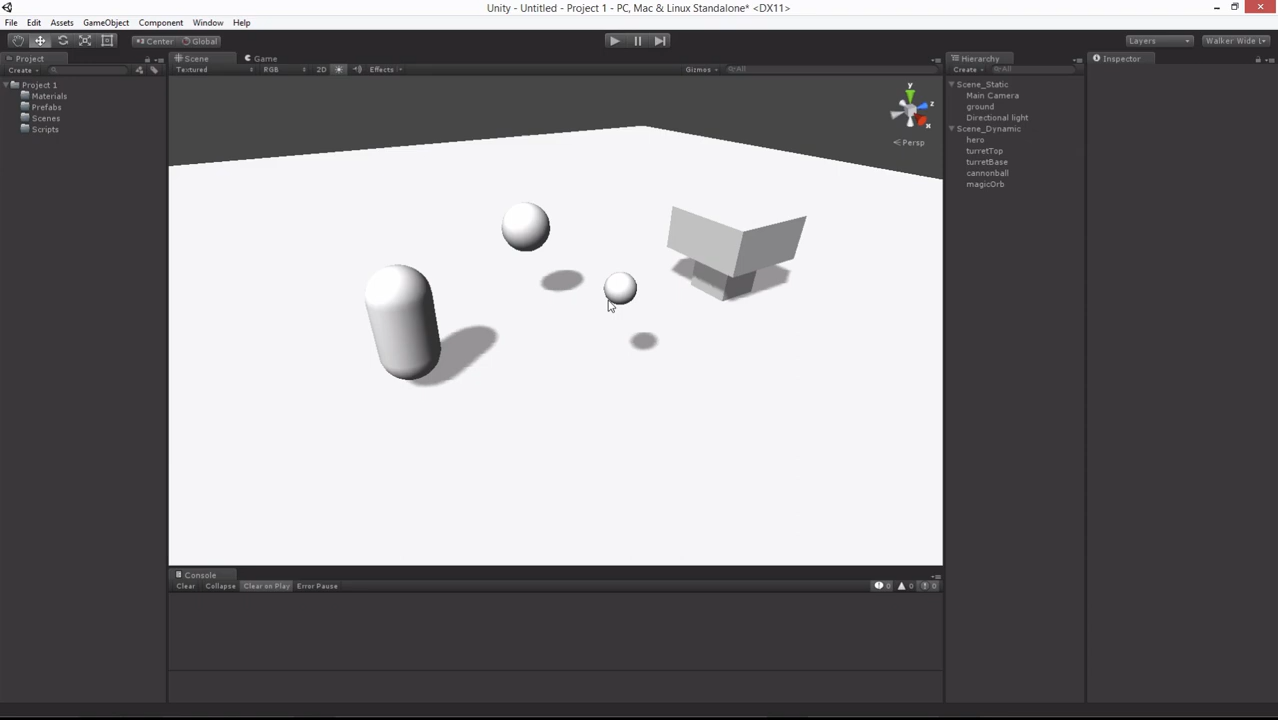 Unity - Untitled - Project 1 - PC, Mac & Linux Standalone* <DX11>
File Edit Assets GameObject Component Window Help
Center Global Layers Walker Wide L
Project Scene Game Hierarchy Inspector
Create Textured RGB 2D Effects Gizmos All Create All
Project 1
Materials
Prefabs
Scenes
Scripts
y
z
x
Persp
Scene_Static
Main Camera
ground
Directional light
Scene_Dynamic
hero
turretTop
turretBase
cannonball
magicOrb
Console
Clear Collapse Clear on Play Error Pause 0 0 0